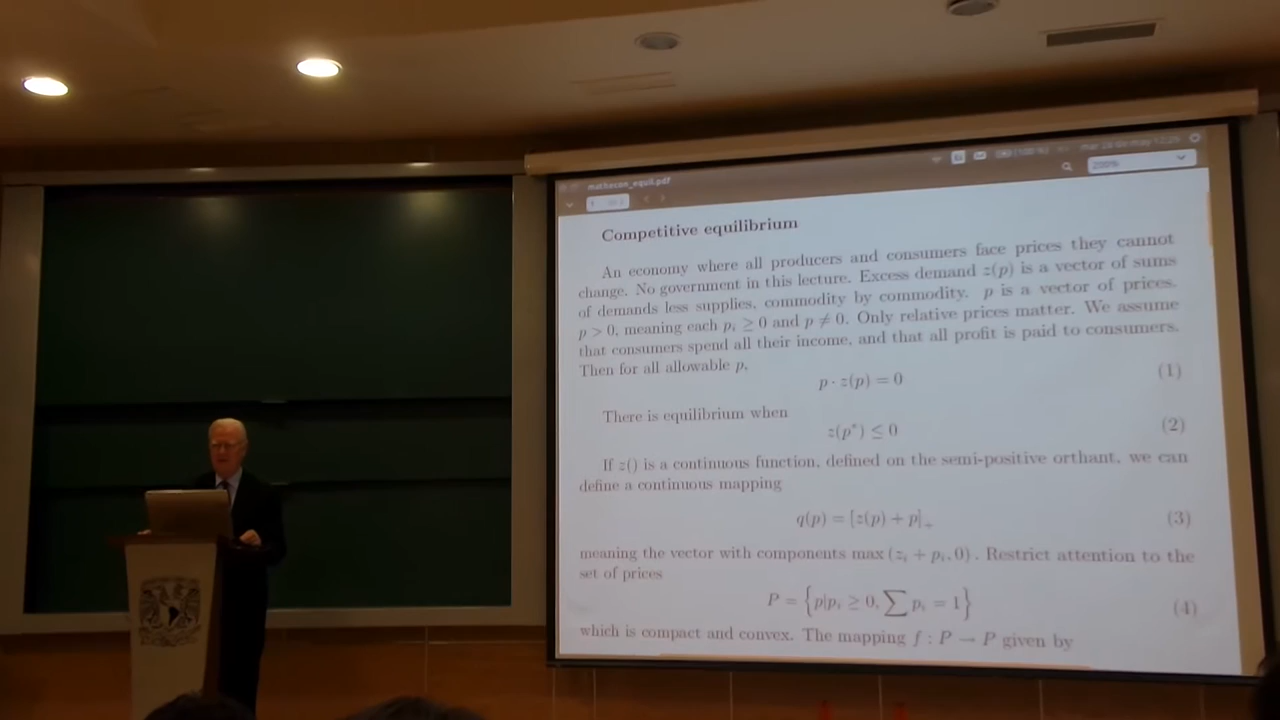 mathecon_equil.pdf
200%
Competitive equilibrium
An economy where all producers and consumers face prices they cannot
change. No government in this lecture. Excess demand z(p) is a vector of sums
of demands less supplies, commodity by commodity. p is a vector of prices.
p > 0, meaning each pᵢ ≥ 0 and p ≠ 0. Only relative prices matter. We assume
that consumers spend all their income, and that all profit is paid to consumers.
Then for all allowable p,
p · z(p) = 0 (1)
There is equilibrium when
z(p*) ≤ 0 (2)
If z() is a continuous function, defined on the semi-positive orthant, we can
define a continuous mapping
q(p) = [z(p) + p]₊ (3)
meaning the vector with components max (zᵢ + pᵢ, 0). Restrict attention to the
set of prices
P = {p|pᵢ ≥ 0, ∑ pᵢ = 1} (4)
which is compact and convex. The mapping f : P → P given by